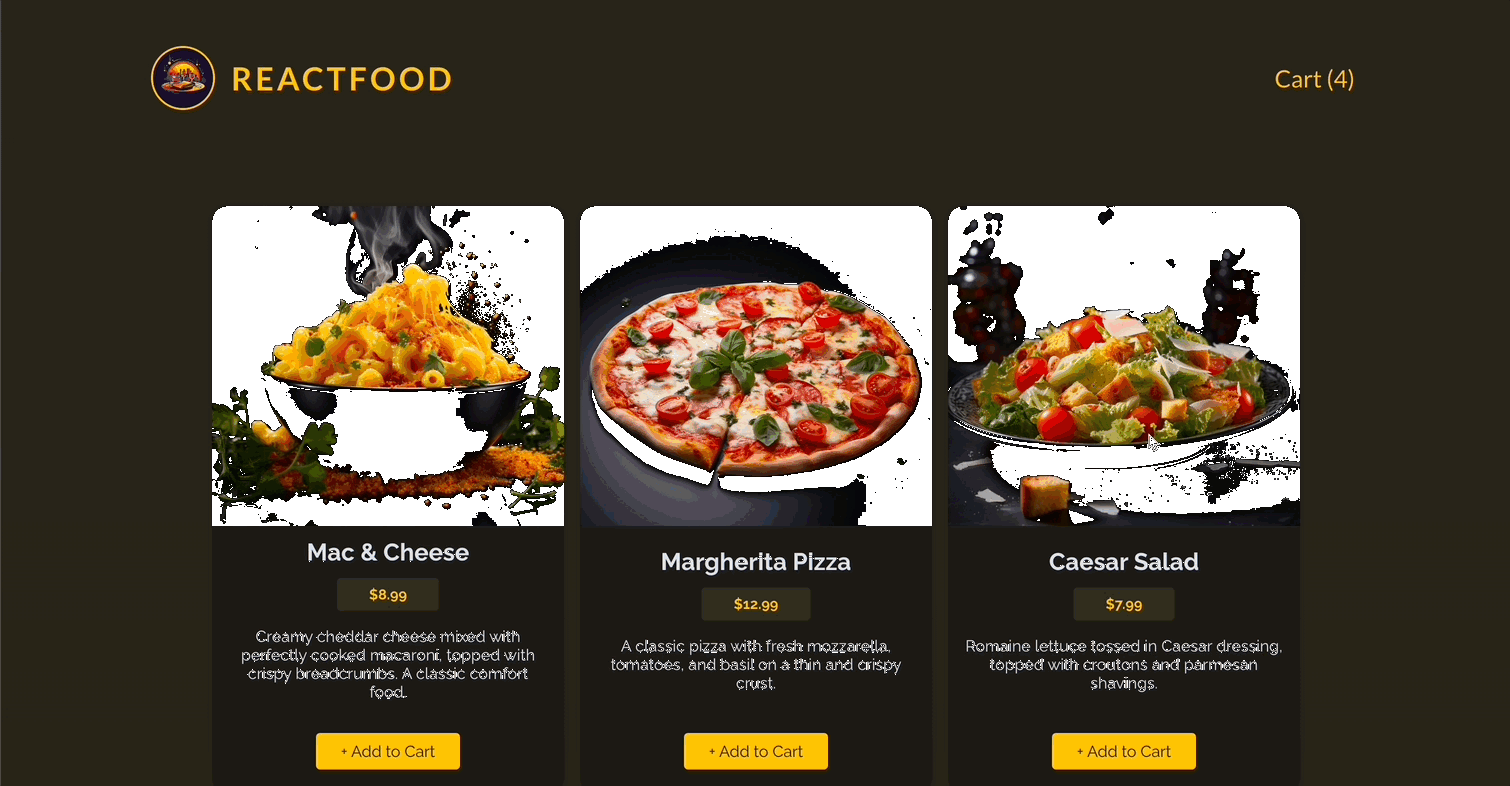 REACTFOOD
Cart (4)
Mac & Cheese
$8.99
Creamy cheddar cheese mixed with
perfectly cooked macaroni, topped with
crispy breadcrumbs. A classic comfort
food.
+ Add to Cart
Margherita Pizza
$12.99
A classic pizza with fresh mozzarella,
tomatoes, and basil on a thin and crispy
crust.
+ Add to Cart
Caesar Salad
$7.99
Romaine lettuce tossed in Caesar dressing,
topped with croutons and parmesan
shavings.
+ Add to Cart